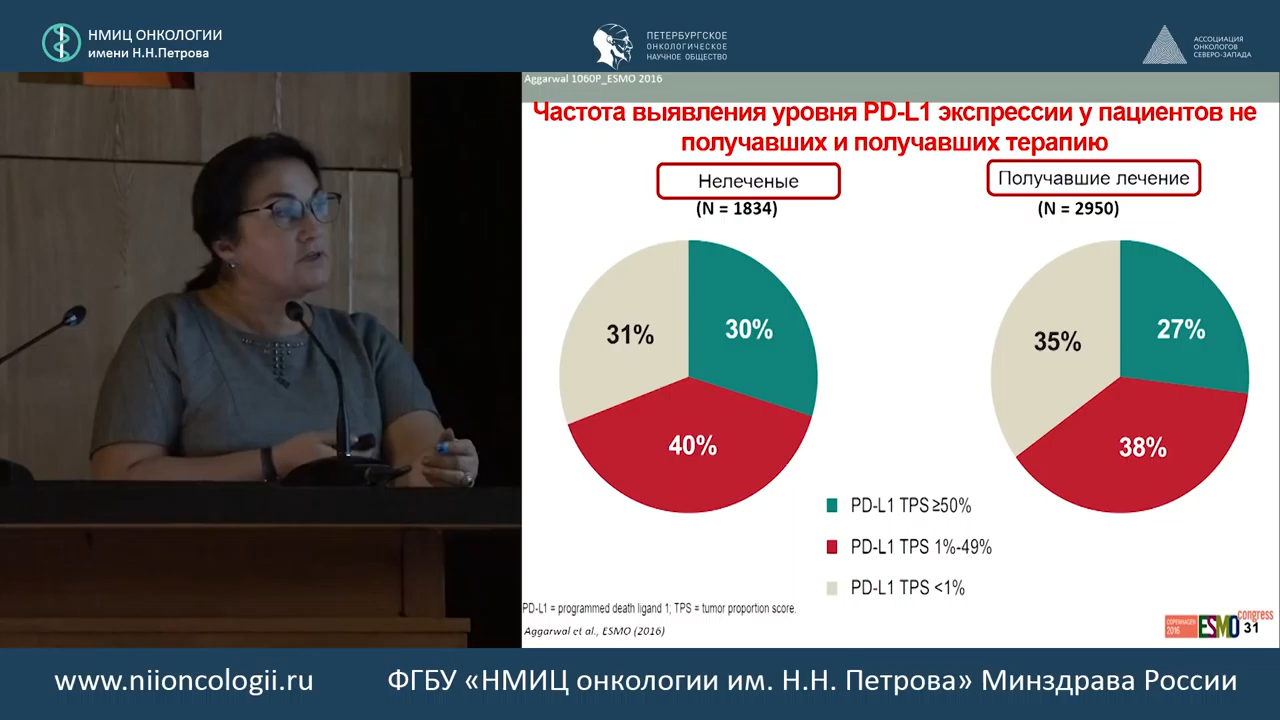 НМИЦ ОНКОЛОГИИ
имени Н.Н.Петрова
ПЕТЕРБУРГСКОЕ
ОНКОЛОГИЧЕСКОЕ
НАУЧНОЕ ОБЩЕСТВО
АССОЦИАЦИЯ
ОНКОЛОГОВ
СЕВЕРО-ЗАПАДА
Aggarwal 1060P_ESMO 2016
Частота выявления уровня PD-L1 экспрессии у пациентов не
получавших и получавших терапию
Нелеченые
(N = 1834)
Получавшие лечение
(N = 2950)
31%
30%
40%
35%
27%
38%
PD-L1 TPS ≥50%
PD-L1 TPS 1%-49%
PD-L1 TPS <1%
PD-L1 = programmed death ligand 1; TPS = tumor proportion score.
Aggarwal et al., ESMO (2016)
COPENHAGEN
2016
ESMO
congress
31
www.niioncologii.ru
ФГБУ «НМИЦ онкологии им. Н.Н. Петрова» Минздрава России